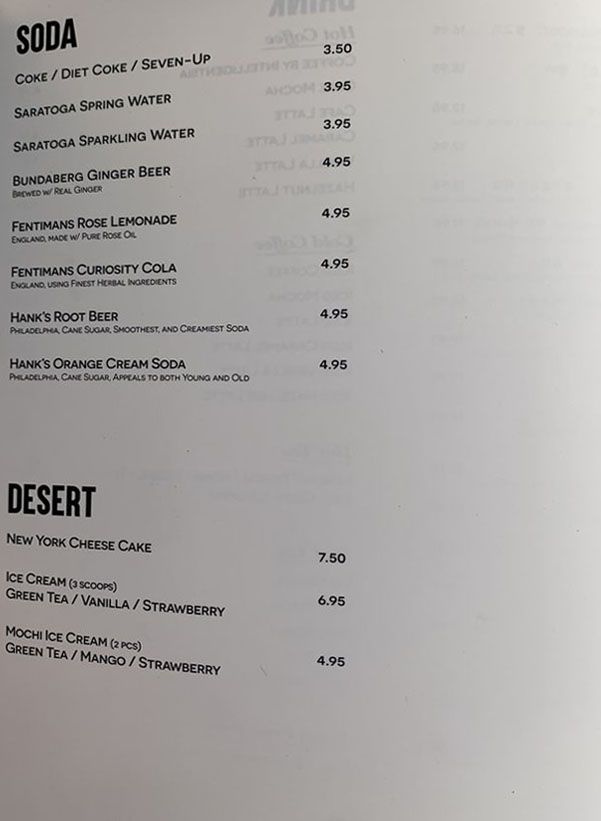 SODA
COKE / DIET COKE / SEVEN-UP 3.50
SARATOGA SPRING WATER 3.95
SARATOGA SPARKLING WATER 3.95
BUNDABERG GINGER BEER 4.95
BREWED W/ REAL GINGER
FENTIMANS ROSE LEMONADE 4.95
ENGLAND, MADE W/ PURE ROSE OIL
FENTIMANS CURIOSITY COLA 4.95
ENGLAND, USING FINEST HERBAL INGREDIENTS
HANK'S ROOT BEER 4.95
PHILADELPHIA, CANE SUGAR, SMOOTHEST, AND CREAMIEST SODA
HANK'S ORANGE CREAM SODA 4.95
PHILADELPHIA, CANE SUGAR, APPEALS TO BOTH YOUNG AND OLD
DESERT
NEW YORK CHEESE CAKE 7.50
ICE CREAM (3 SCOOPS)
GREEN TEA / VANILLA / STRAWBERRY 6.95
MOCHI ICE CREAM (2 PCS)
GREEN TEA / MANGO / STRAWBERRY 4.95